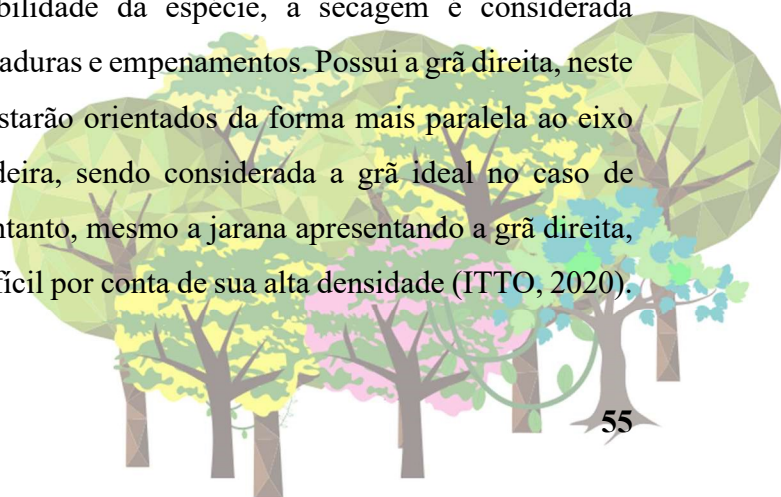 bilidade da espécie, a secagem é considerada
aduras e empenamentos. Possui a grã direita, neste
starão orientados da forma mais paralela ao eixo
deira, sendo considerada a grã ideal no caso de
ntanto, mesmo a jarana apresentando a grã direita,
fícil por conta de sua alta densidade (ITTO, 2020).
55